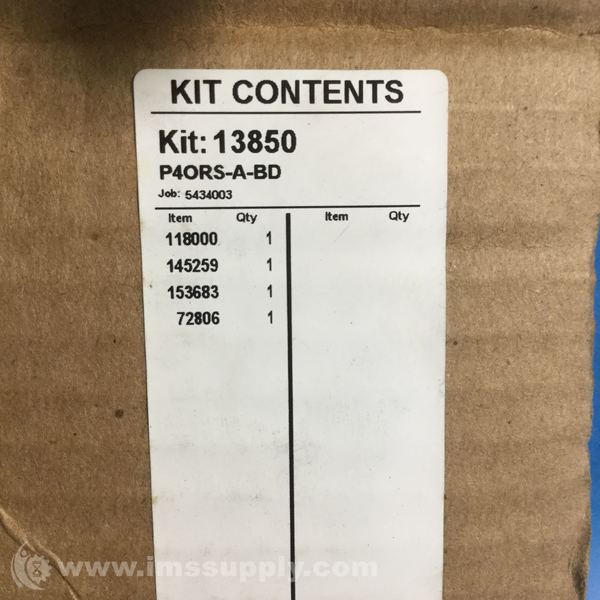 KIT CONTENTS
Kit: 13850
P4ORS-A-BD
Job: 5434003
Item Qty Item Qty
118000 1
145259 1
153683 1
72806 1
www.imssupply.com